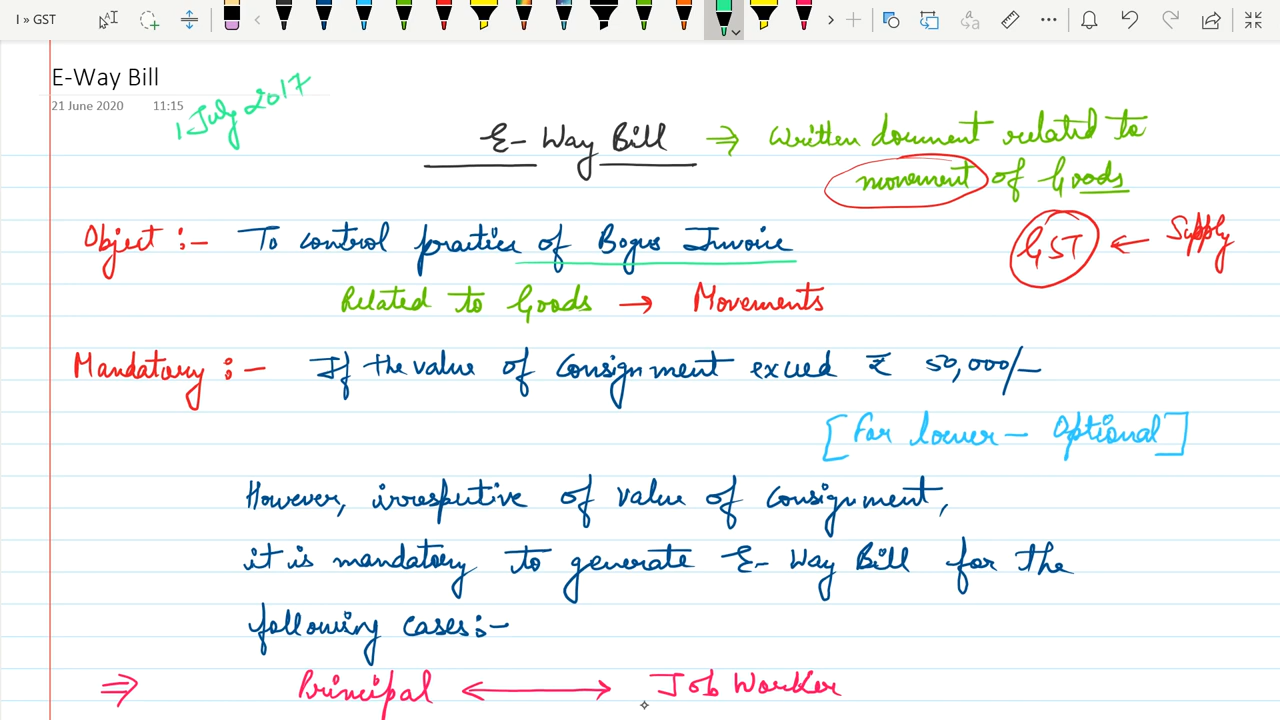 I » GST
E-Way Bill
21 June 2020 11:15
1 July 2017
E-Way Bill ⇒ Written document related to
movement of Goods
Object :- To control practice of Bogus Invoice
GST ← Supply
Related to Goods → Movements
Mandatory :- If the value of consignment exceed ₹ 50,000/-
[For lower - Optional]
However, irrespective of value of consignment,
it is mandatory to generate E-Way Bill for the
following cases:-
⇒ Principal ⟷ Job Worker